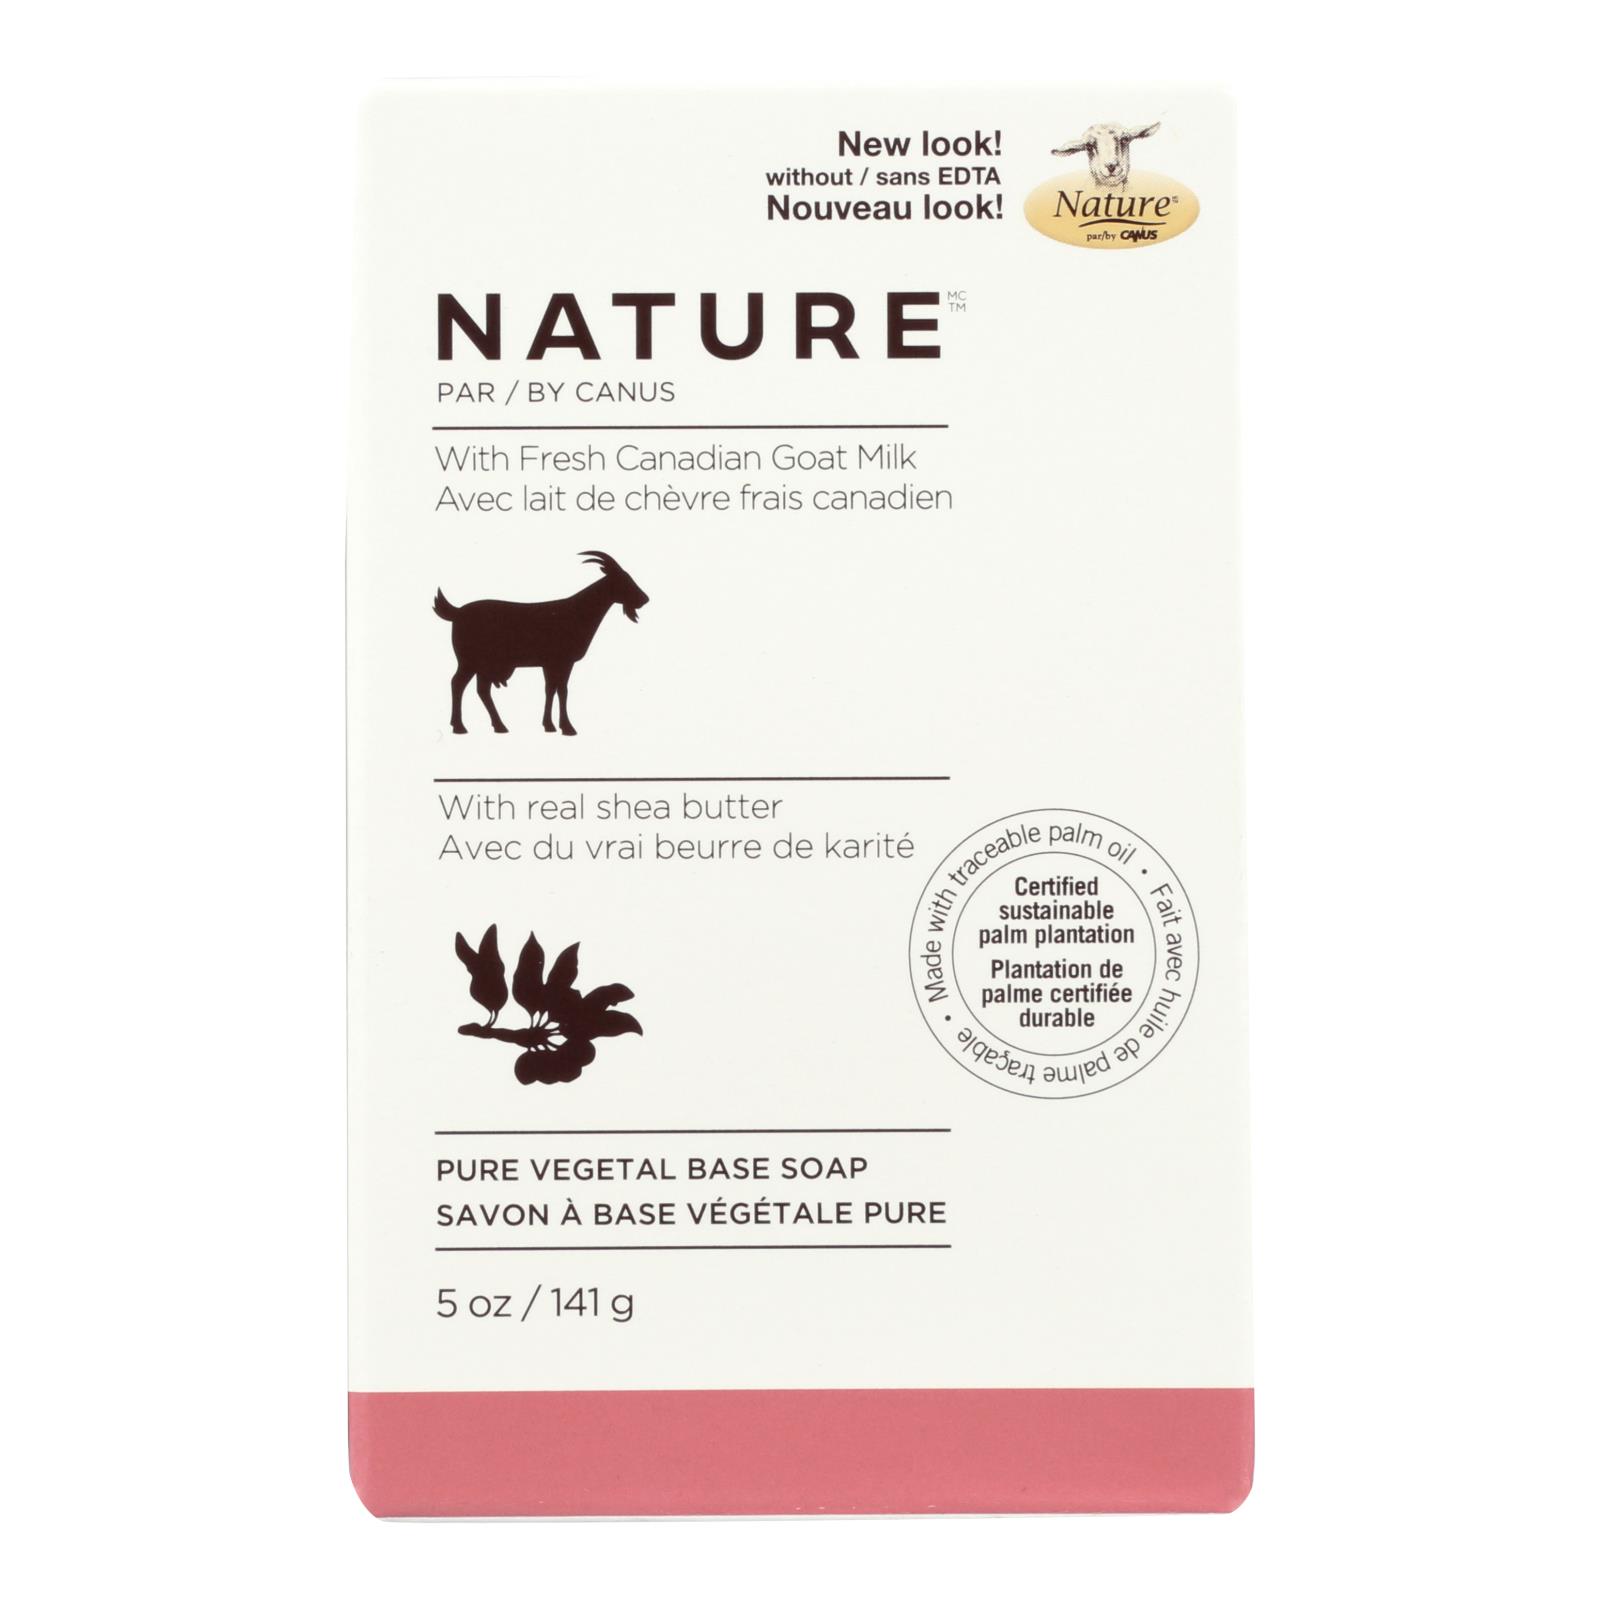 New look!
without / sans EDTA
Nouveau look!
Nature
par/by CANUS
NATURE MC TM
PAR / BY CANUS
With Fresh Canadian Goat Milk
Avec lait de chèvre frais canadien
With real shea butter
Avec du vrai beurre de karité
• Made with traceable palm oil • Fait avec huile de palme traçable
Certified
sustainable
palm plantation
Plantation de
palme certifiée
durable
PURE VEGETAL BASE SOAP
SAVON À BASE VÉGÉTALE PURE
5 oz / 141 g